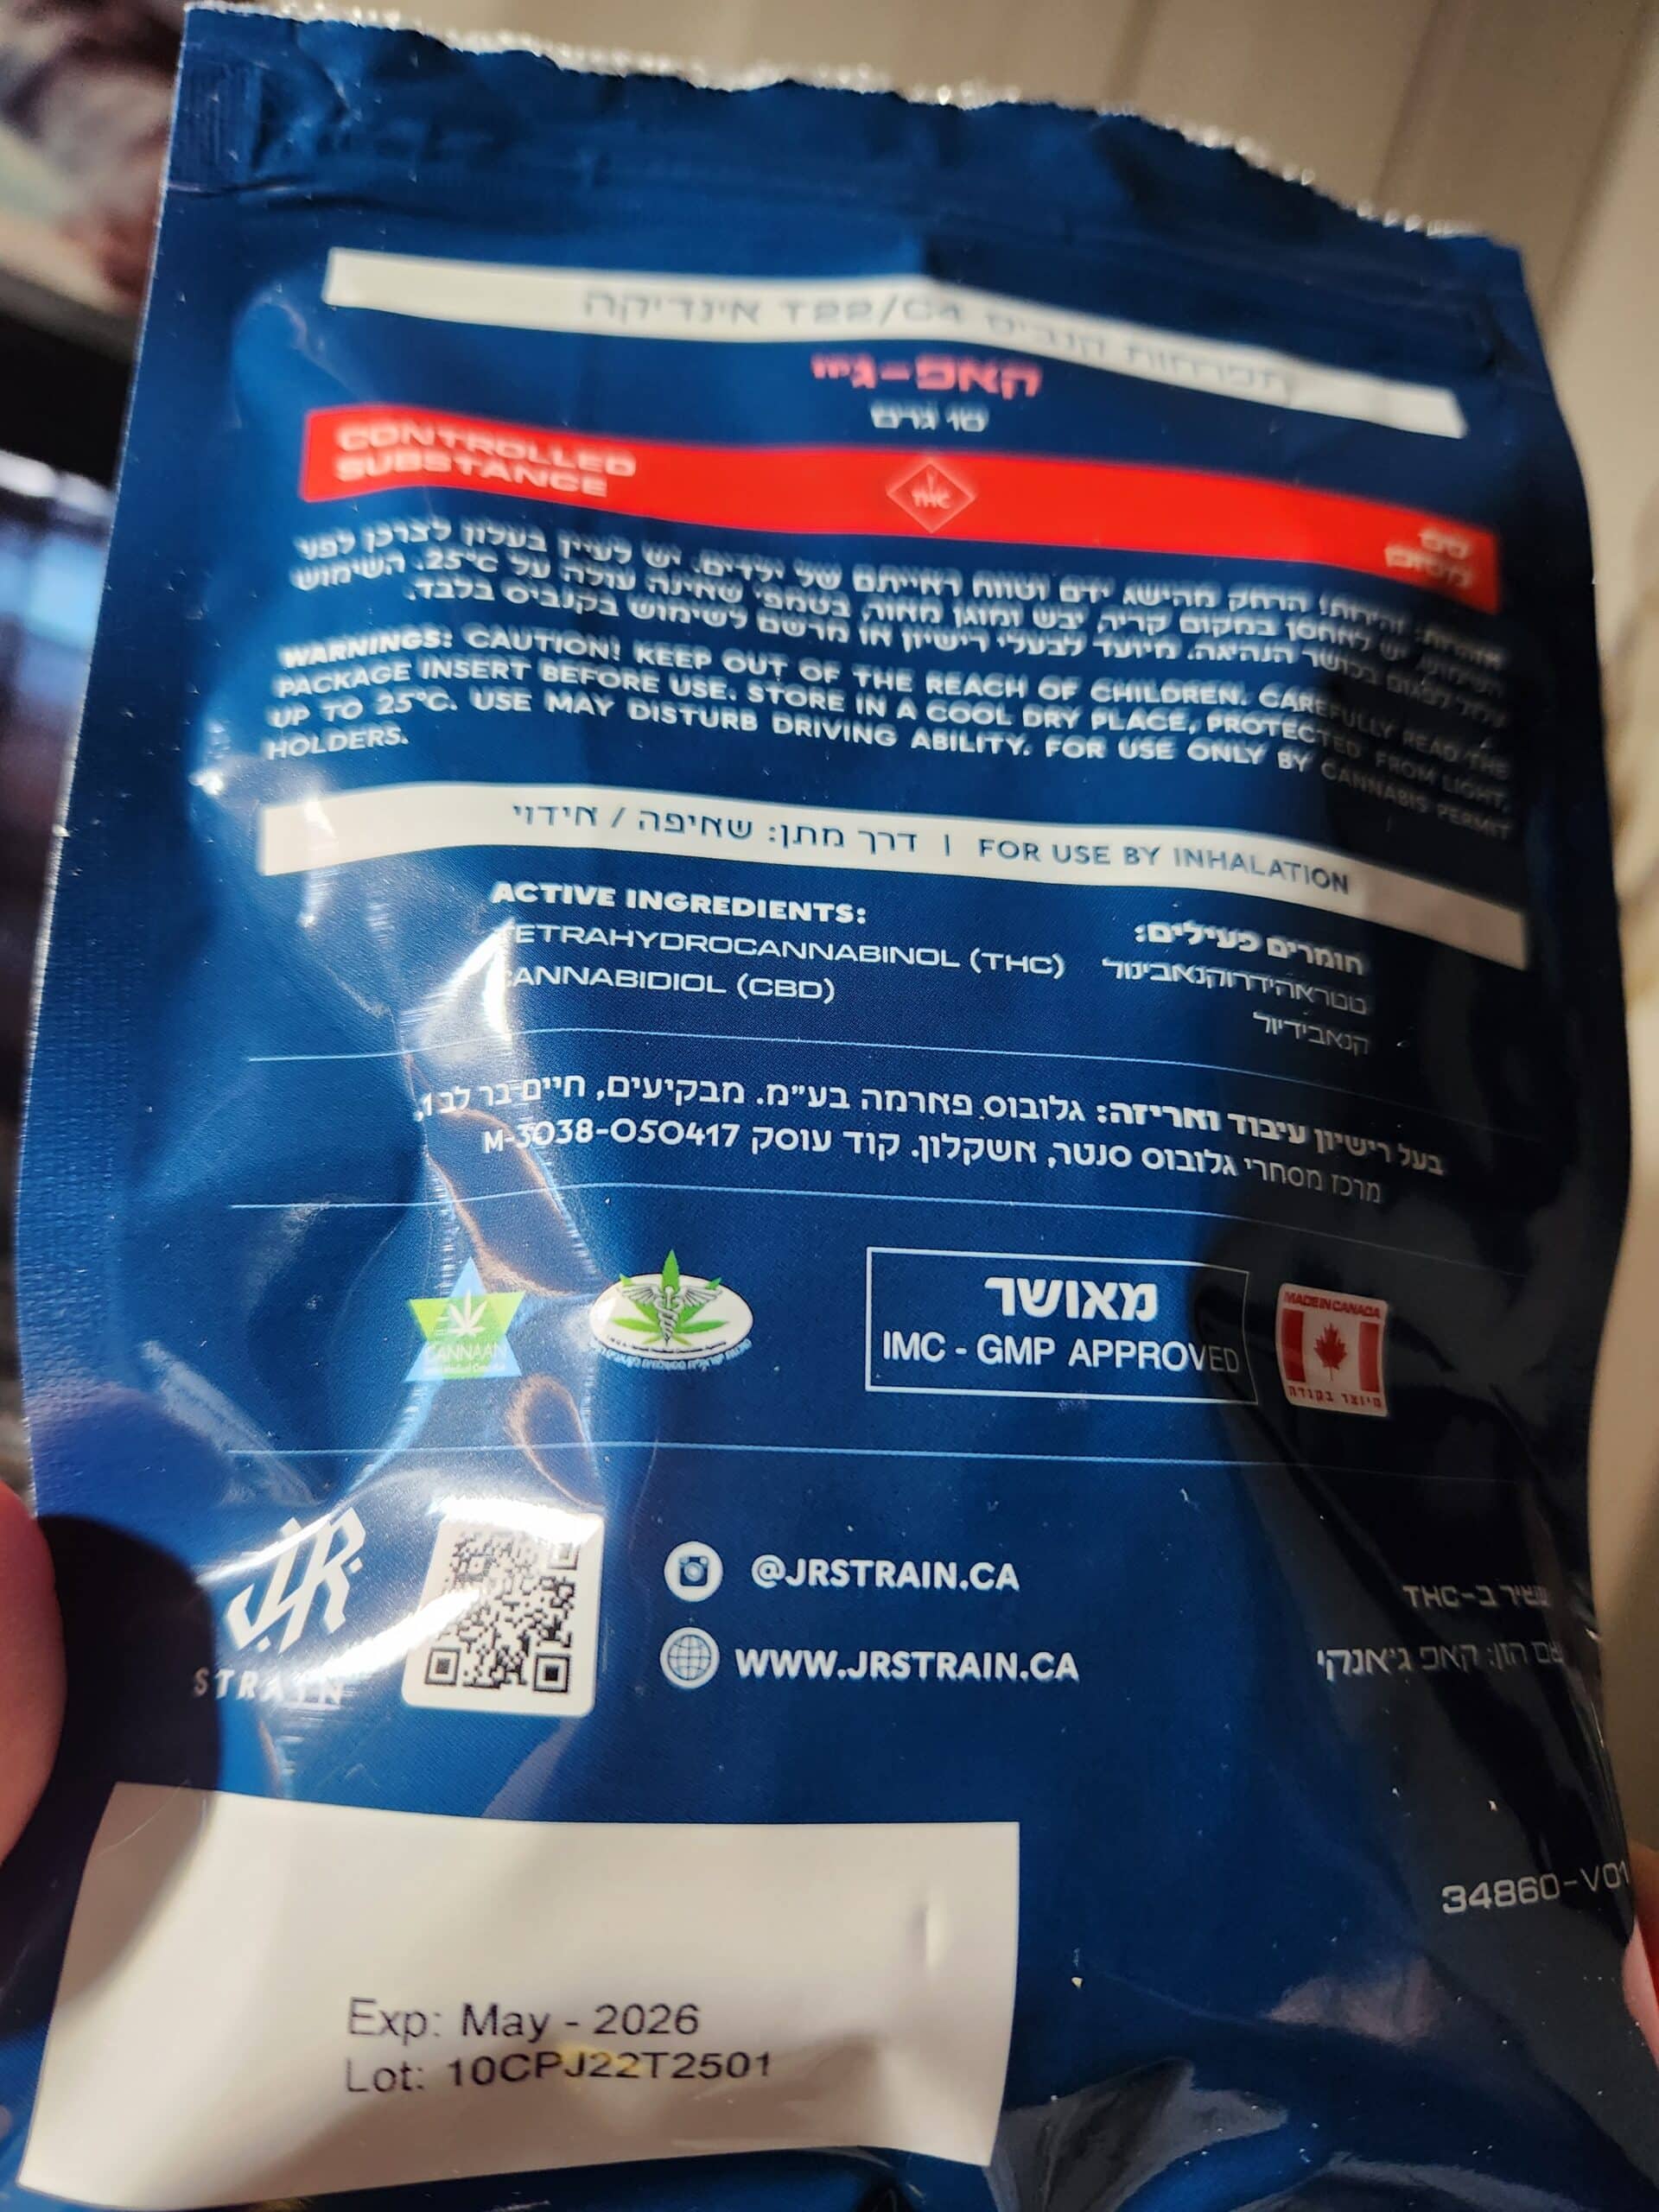 תפרחות קנביס T22/C4 אינדיקה
קאפ-ג׳יי
10 גרם
CONTROLLED
SUBSTANCE
THC
סם
מסוכן
אזהרות: זהירות! הרחק מהישג ידם וטווח ראייתם של ילדים. יש לעיין בעלון לצרכן לפני
השימוש. יש לאחסן במקום קריר, יבש ומוגן מאור, בטמפ׳ שאינה עולה על 25°C. השימוש
עלול לפגום בכושר הנהיגה. מיועד לבעלי רישיון או מרשם לשימוש בקנביס בלבד.
WARNINGS: CAUTION! KEEP OUT OF THE REACH OF CHILDREN. CAREFULLY READ THE
PACKAGE INSERT BEFORE USE. STORE IN A COOL DRY PLACE, PROTECTED FROM LIGHT,
UP TO 25°C. USE MAY DISTURB DRIVING ABILITY. FOR USE ONLY BY CANNABIS PERMIT
HOLDERS.
דרך מתן: שאיפה / אידוי | FOR USE BY INHALATION
ACTIVE INGREDIENTS:
TETRAHYDROCANNABINOL (THC)
CANNABIDIOL (CBD)
חומרים פעילים:
טטראהידרוקנאבינול
קנאבידיול
בעל רישיון עיבוד ואריזה: גלובוס פארמה בע"מ. מבקיעים, חיים בר לב 1,
מרכז מסחרי גלובוס סנטר, אשקלון. קוד עוסק M-3038-050417
CANNAAN
מאושר
IMC - GMP APPROVED
MADE IN CANADA
מיוצר בקנדה
JR
STRAIN
@JRSTRAIN.CA
WWW.JRSTRAIN.CA
עשיר ב-THC
שם הזן: קאפ ג'אנקי
34860-V01
Exp: May - 2026
Lot: 10CPJ22T2501